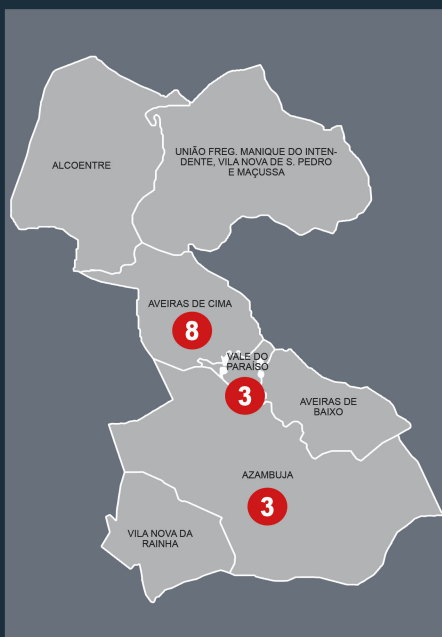 ALCOENTRE
UNIÃO FREG. MANIQUE DO INTEN-
DENTE, VILA NOVA DE S. PEDRO
E MAÇUSSA
AVEIRAS DE CIMA
8
VALE DO
PARAÍSO
3
AVEIRAS DE
BAIXO
AZAMBUJA
3
VILA NOVA DA
RAINHA